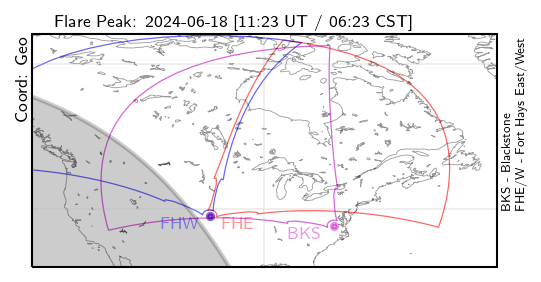 Flare Peak: 2024-06-18 [11:23 UT / 06:23 CST]
Coord: Geo
FHW
FHE
BKS
BKS - Blackstone
FHE/W - Fort Hays East/West